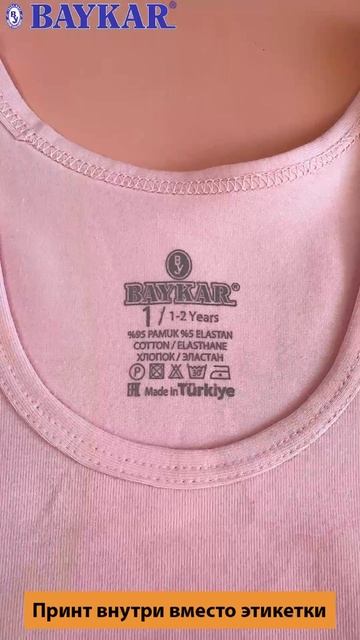 BAYKAR®
BAYKAR®
1 / 1-2 Years
%95 PAMUK %5 ELASTAN
COTTON / ELASTHANE
ХЛОПОК / ЭЛАСТАН
EAC Made in Türkiye
Принт внутри вместо этикетки